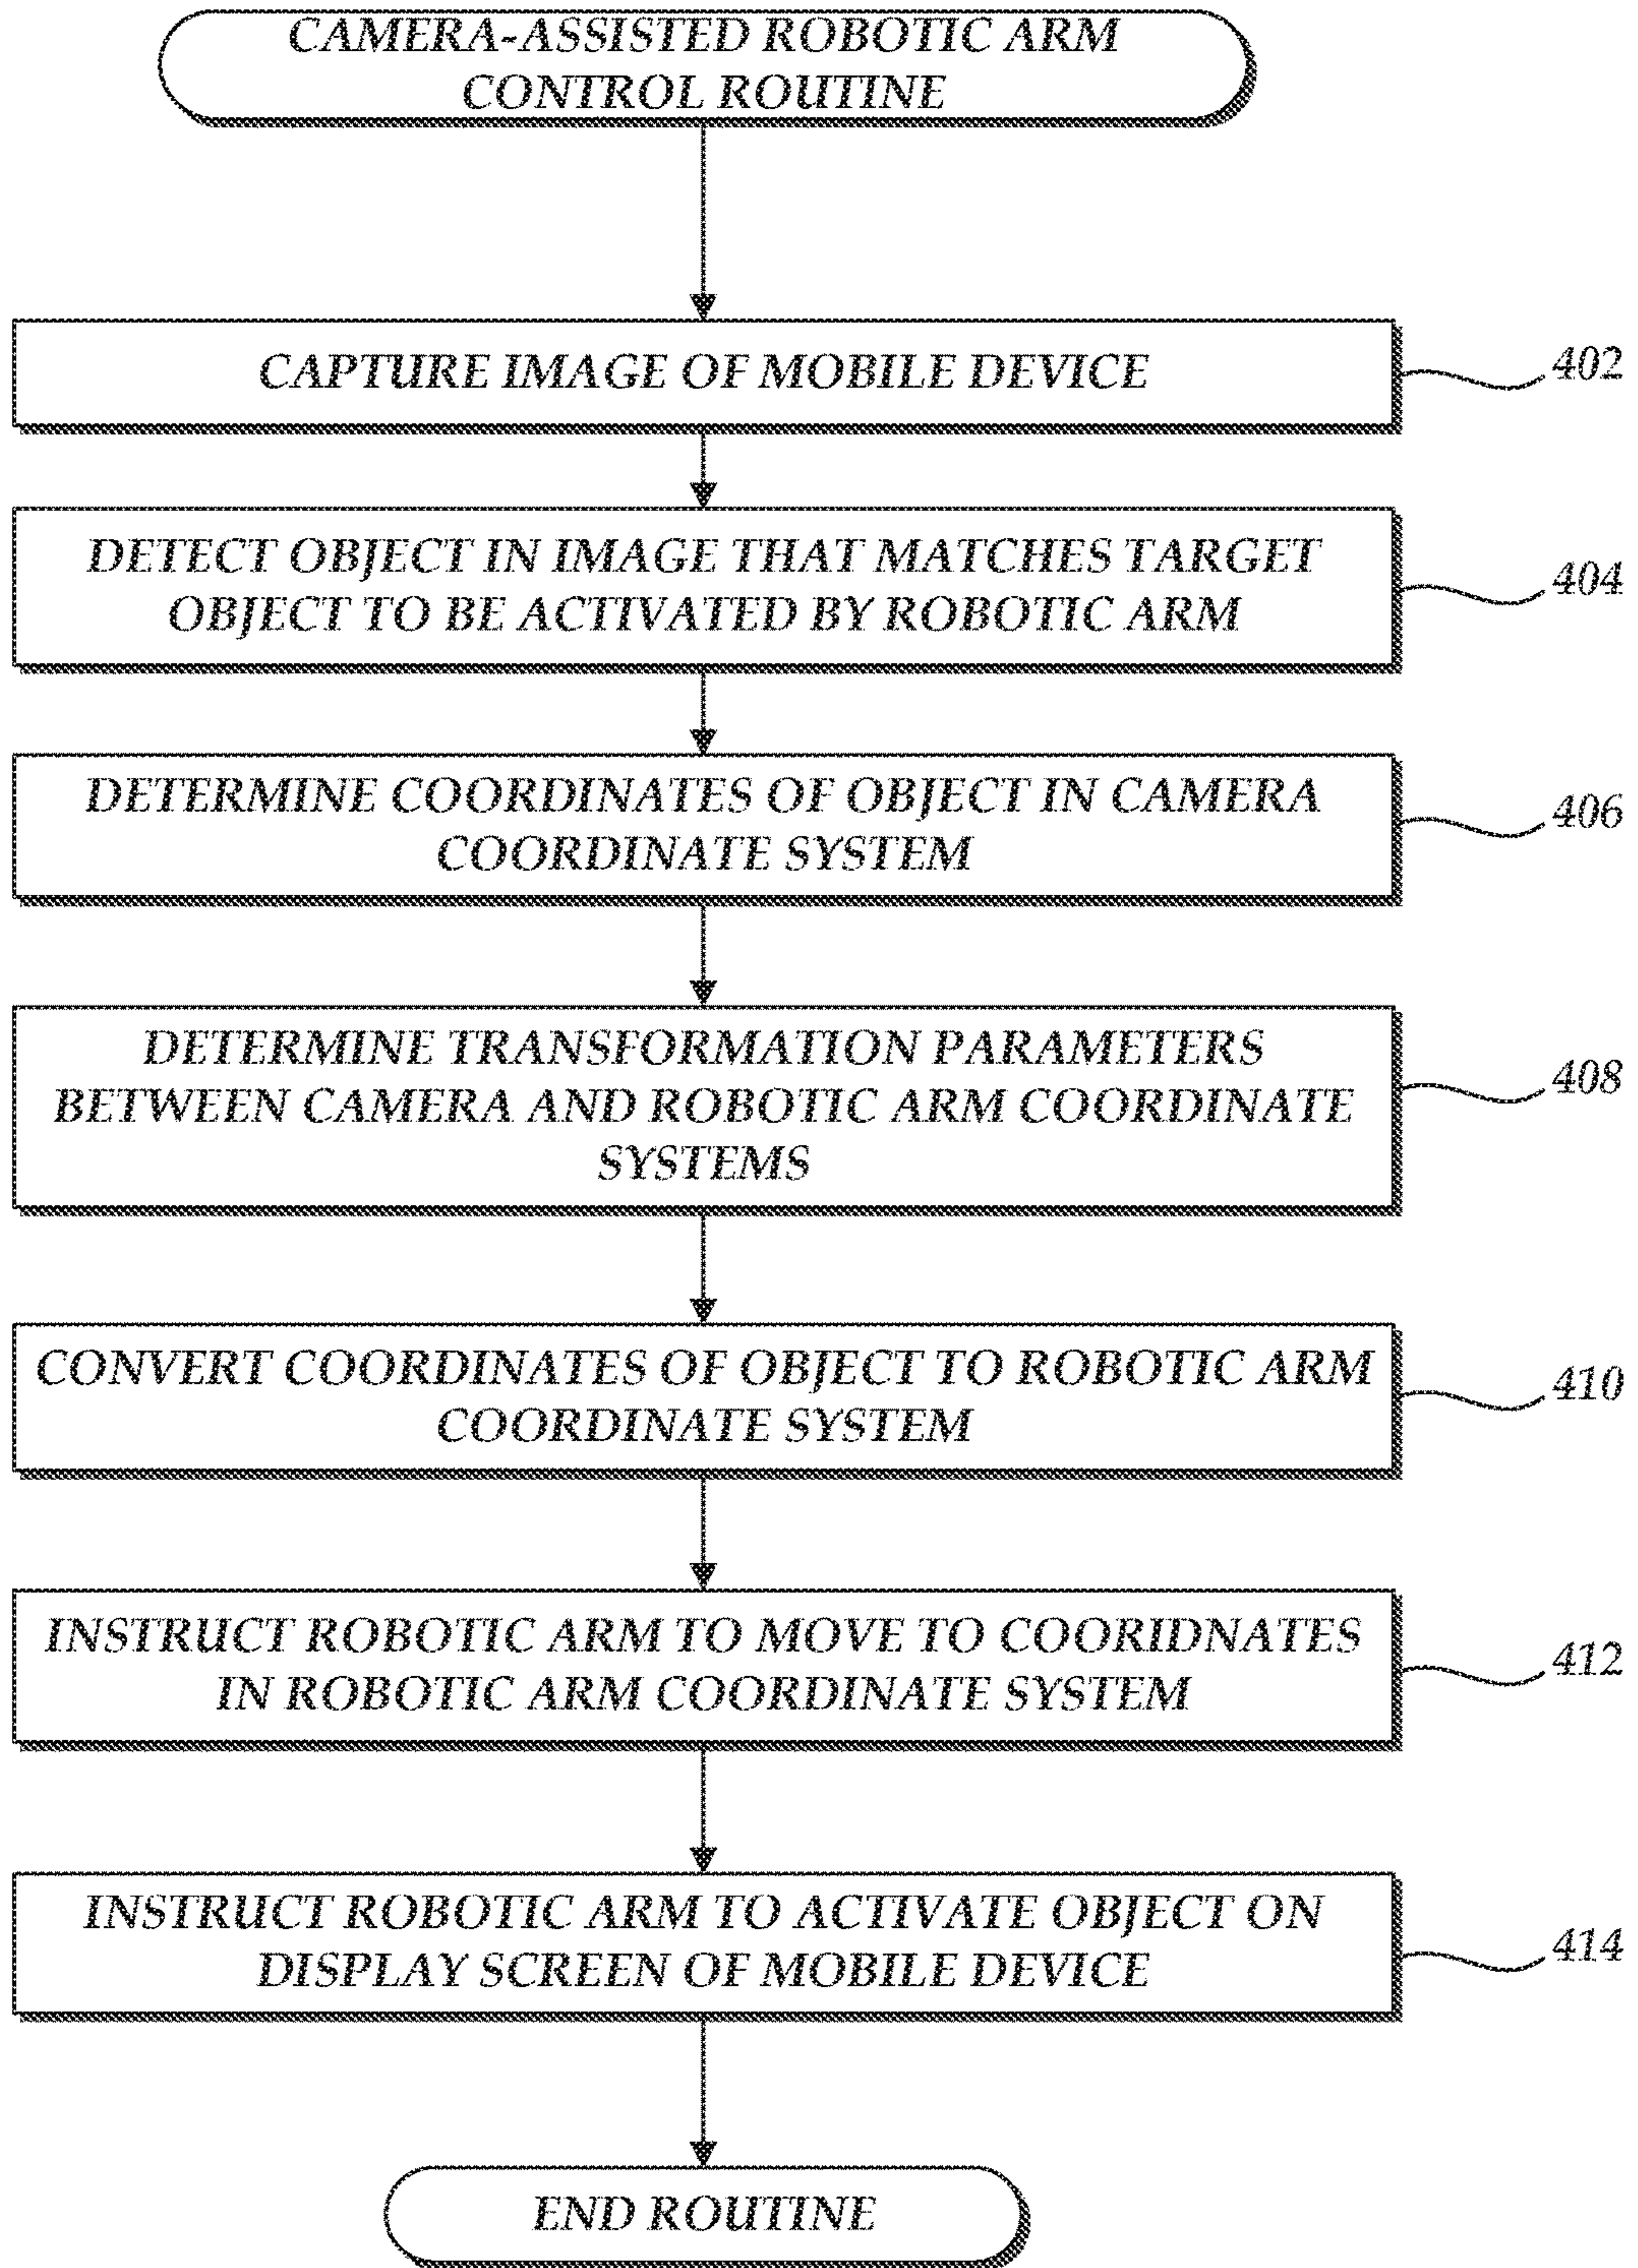 CAMERA-ASSISTED ROBOTIC ARM
CONTROL ROUTINE
CAPTURE IMAGE OF MOBILE DEVICE
402
DETECT OBJECT IN IMAGE THAT MATCHES TARGET
OBJECT TO BE ACTIVATED BY ROBOTIC ARM
404
DETERMINE COORDINATES OF OBJECT IN CAMERA
COORDINATE SYSTEM
406
DETERMINE TRANSFORMATION PARAMETERS
BETWEEN CAMERA AND ROBOTIC ARM COORDINATE
SYSTEMS
408
CONVERT COORDINATES OF OBJECT TO ROBOTIC ARM
COORDINATE SYSTEM
410
INSTRUCT ROBOTIC ARM TO MOVE TO COORIDNATES
IN ROBOTIC ARM COORDINATE SYSTEM
412
INSTRUCT ROBOTIC ARM TO ACTIVATE OBJECT ON
DISPLAY SCREEN OF MOBILE DEVICE
414
END ROUTINE